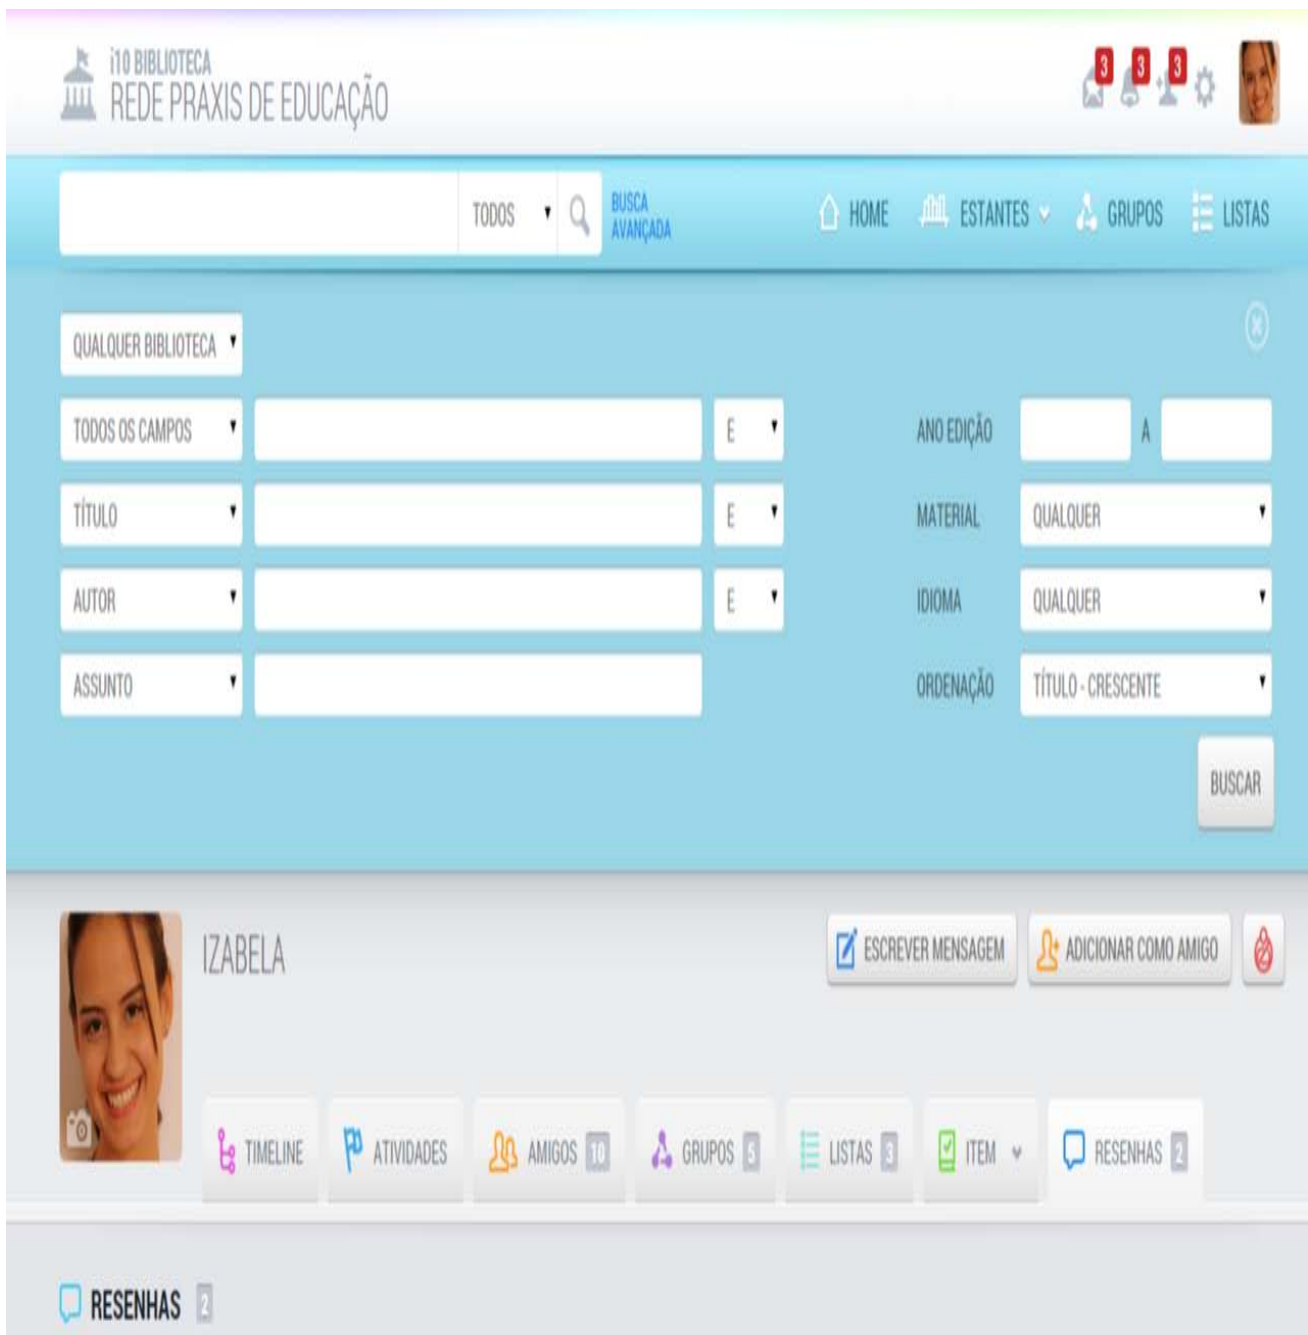 i10 BIBLIOTECA
REDE PRAXIS DE EDUCAÇÃO
3 3 3
TODOS
BUSCA
AVANÇADA
HOME ESTANTES GRUPOS LISTAS
QUALQUER BIBLIOTECA
TODOS OS CAMPOS E ANO EDIÇÃO A
TÍTULO E MATERIAL QUALQUER
AUTOR E IDIOMA QUALQUER
ASSUNTO ORDENAÇÃO TÍTULO - CRESCENTE
BUSCAR
IZABELA ESCREVER MENSAGEM ADICIONAR COMO AMIGO
TIMELINE ATIVIDADES AMIGOS 10 GRUPOS 5 LISTAS 3 ITEM RESENHAS 2
RESENHAS 2